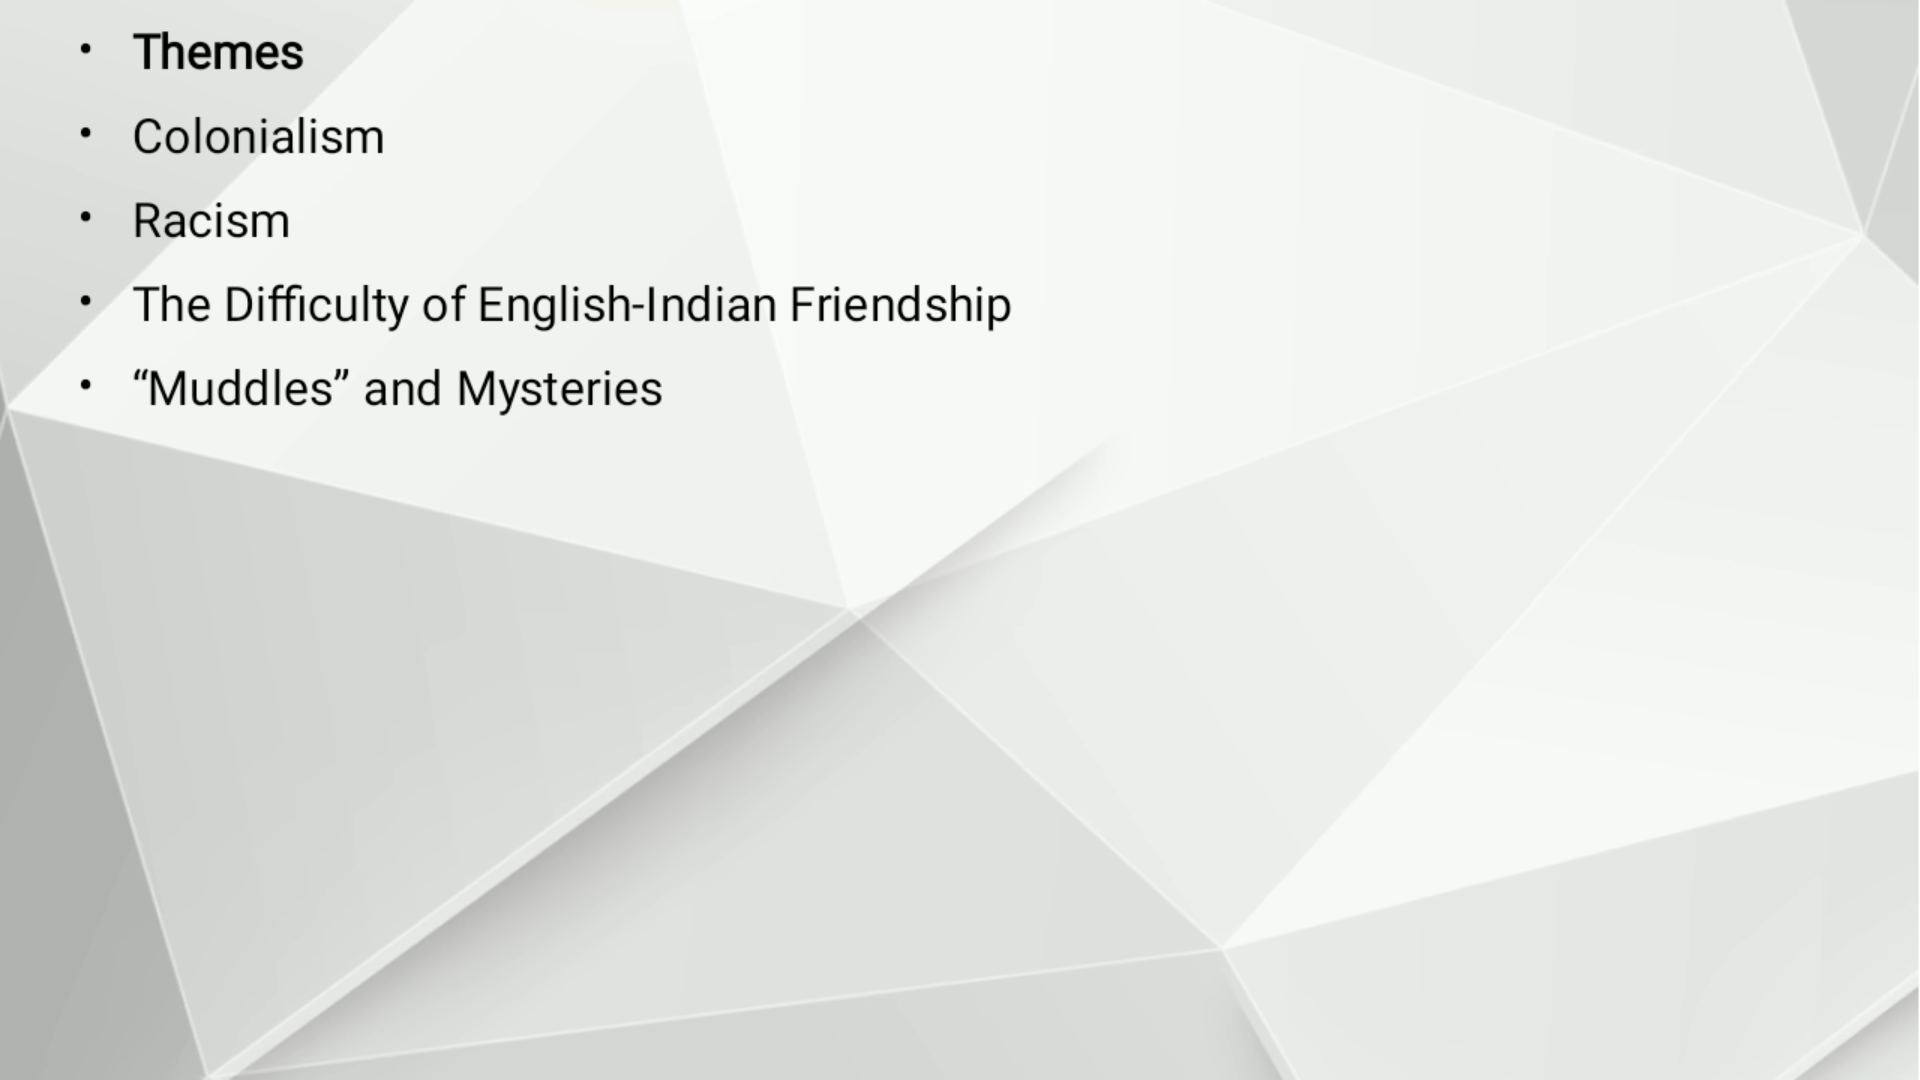 • Themes
• Colonialism
• Racism
• The Difficulty of English-Indian Friendship
• “Muddles” and Mysteries